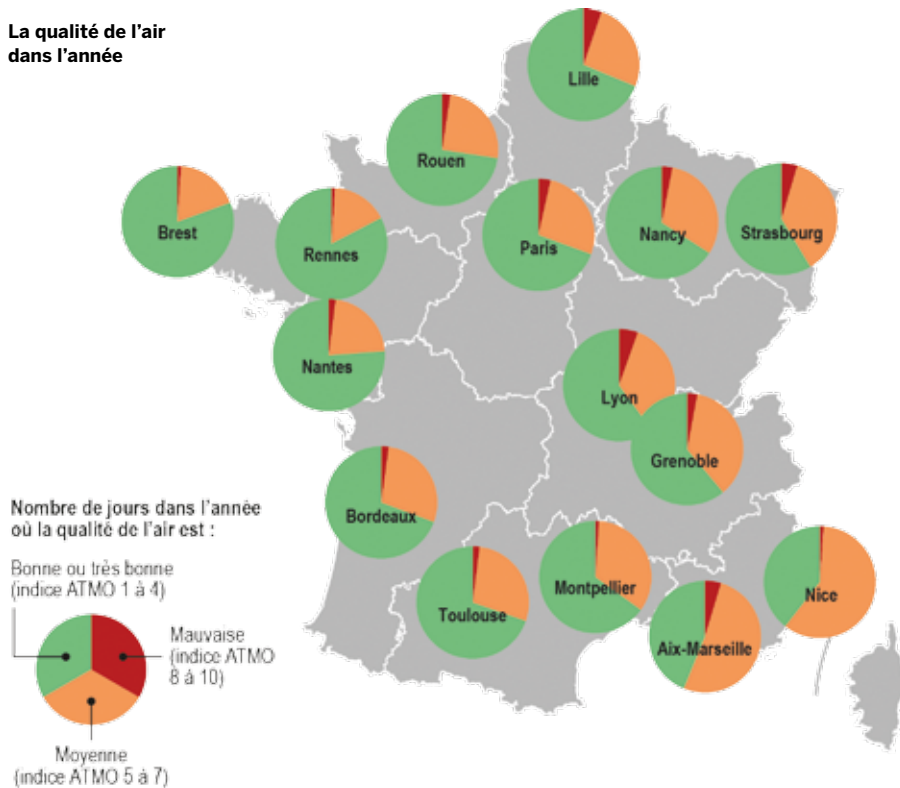 La qualité de l'air
dans l'année
Lille
Rouen
Brest
Rennes
Paris
Nancy
Strasbourg
Nantes
Lyon
Grenoble
Bordeaux
Montpellier
Nice
Toulouse
Aix-Marseille
Nombre de jours dans l'année
où la qualité de l'air est :
Bonne ou très bonne
(indice ATMO 1 à 4)
Mauvaise
(indice ATMO
8 à 10)
Moyenne
(indice ATMO 5 à 7)